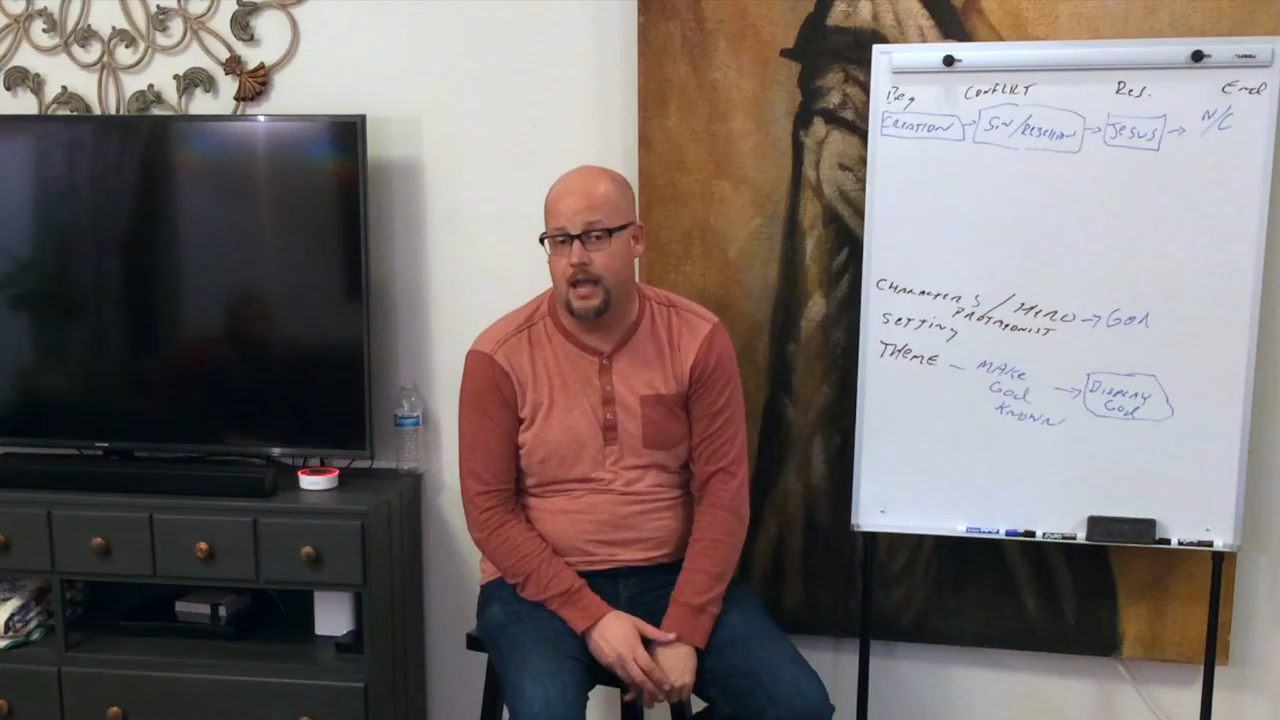 Beg CONFLICT Res. End
CREATION → SIN/REBELLION → JESUS → N/C
CHARACTERS / HERO → GOD
PROTAGONIST
SETTING
THEME — MAKE → DISPLAY
GOD GOD
KNOWN